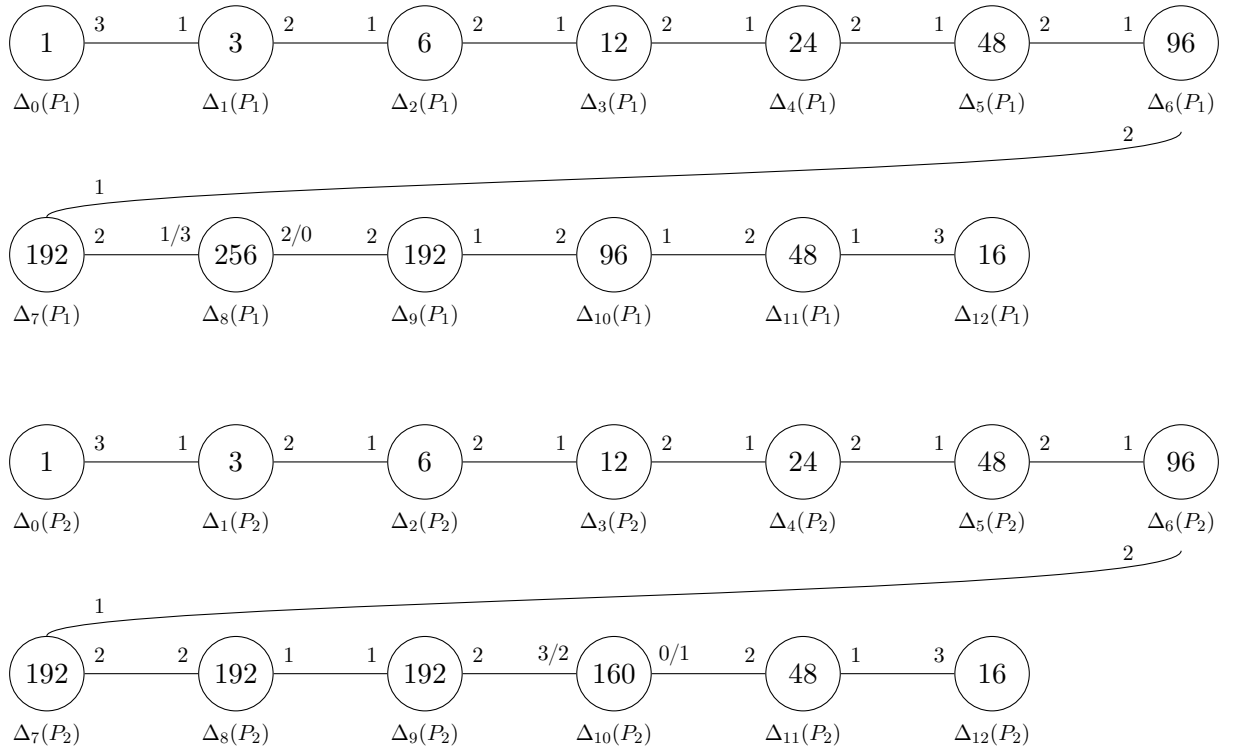 3 1 2 1 2 1 2 1 2 1 2 1
1 3 6 12 24 48 96
Δ₀(P₁) Δ₁(P₁) Δ₂(P₁) Δ₃(P₁) Δ₄(P₁) Δ₅(P₁) Δ₆(P₁)
2
1
2 1/3 2/0 2 1 2 1 2 1 3
192 256 192 96 48 16
Δ₇(P₁) Δ₈(P₁) Δ₉(P₁) Δ₁₀(P₁) Δ₁₁(P₁) Δ₁₂(P₁)
3 1 2 1 2 1 2 1 2 1 2 1
1 3 6 12 24 48 96
Δ₀(P₂) Δ₁(P₂) Δ₂(P₂) Δ₃(P₂) Δ₄(P₂) Δ₅(P₂) Δ₆(P₂)
2
1
2 2 1 1 2 3/2 0/1 2 1 3
192 192 192 160 48 16
Δ₇(P₂) Δ₈(P₂) Δ₉(P₂) Δ₁₀(P₂) Δ₁₁(P₂) Δ₁₂(P₂)